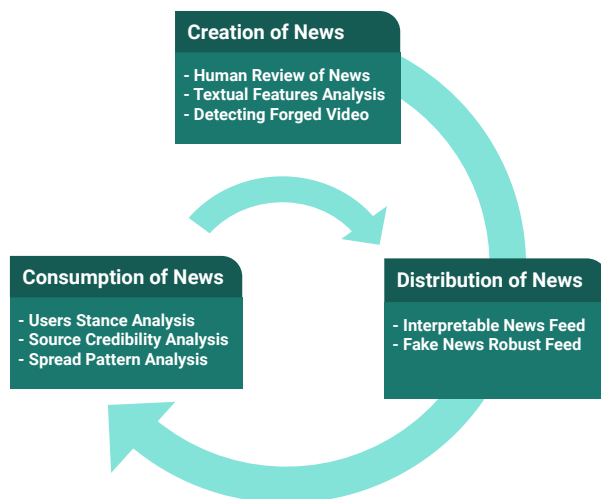 Creation of News
- Human Review of News
- Textual Features Analysis
- Detecting Forged Video
Consumption of News
- Users Stance Analysis
- Source Credibility Analysis
- Spread Pattern Analysis
Distribution of News
- Interpretable News Feed
- Fake News Robust Feed